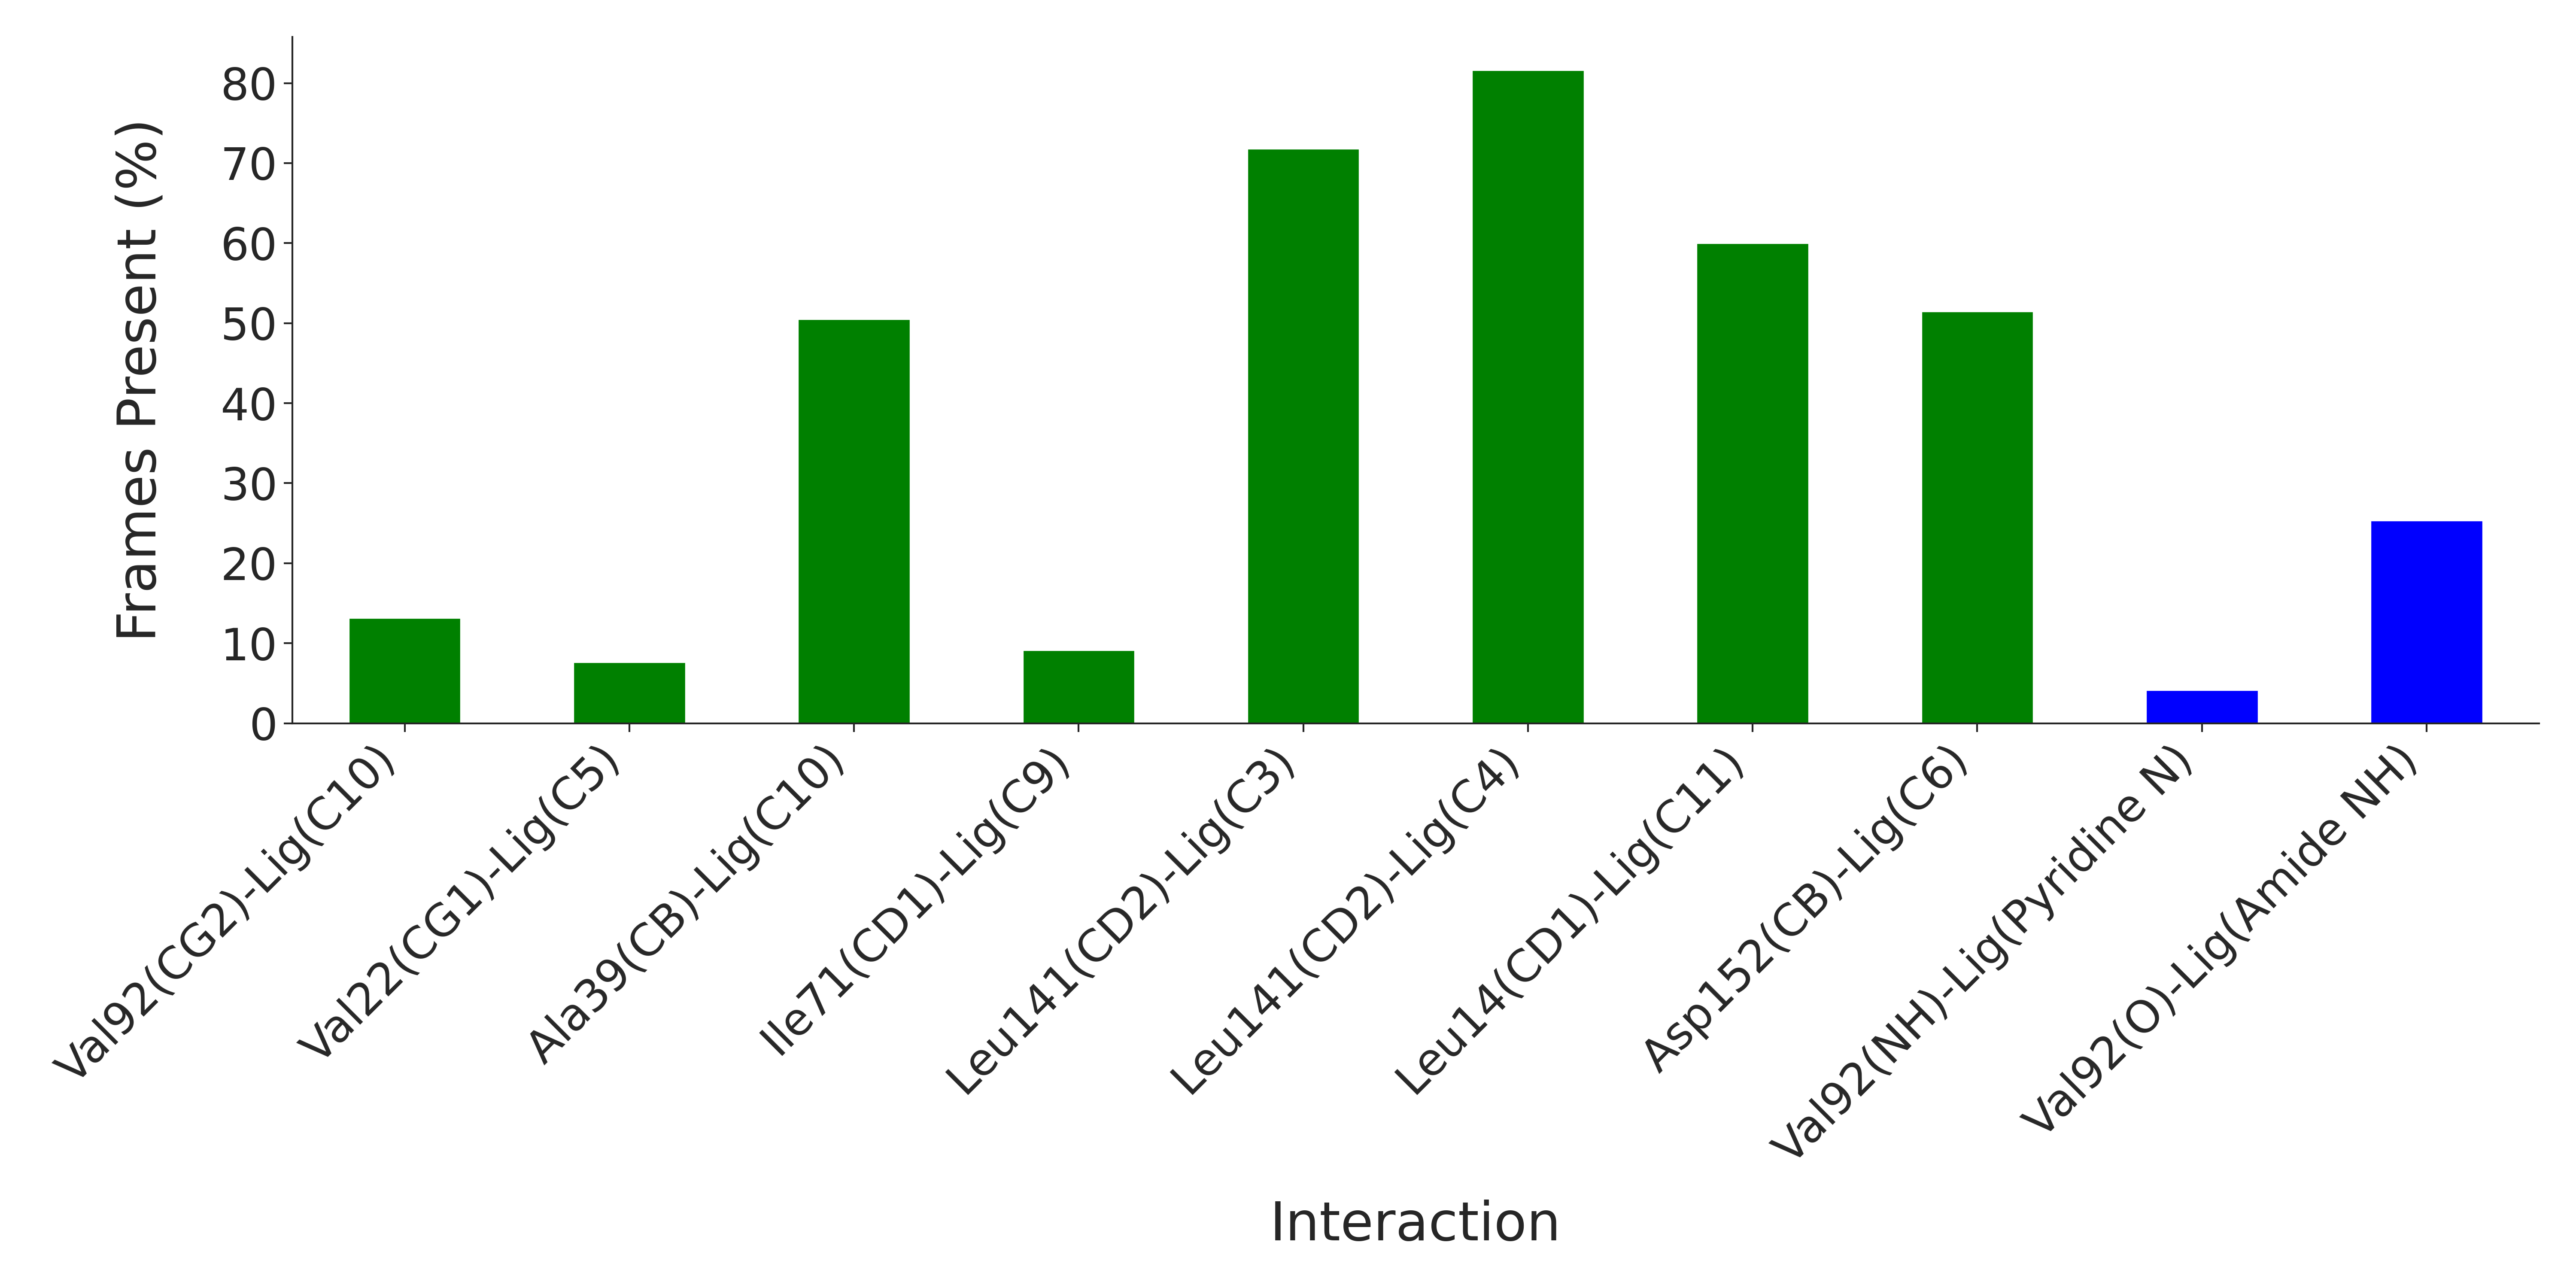 Frames Present (%)
80
70
60
50
40
30
20
10
0
Val92(CG2)-Lig(C10)
Val22(CG1)-Lig(C5)
Ala39(CB)-Lig(C10)
Ile71(CD1)-Lig(C9)
Leu141(CD2)-Lig(C3)
Leu141(CD2)-Lig(C4)
Leu14(CD1)-Lig(C11)
Asp152(CB)-Lig(C6)
Val92(NH)-Lig(Pyridine N)
Val92(O)-Lig(Amide NH)
Interaction